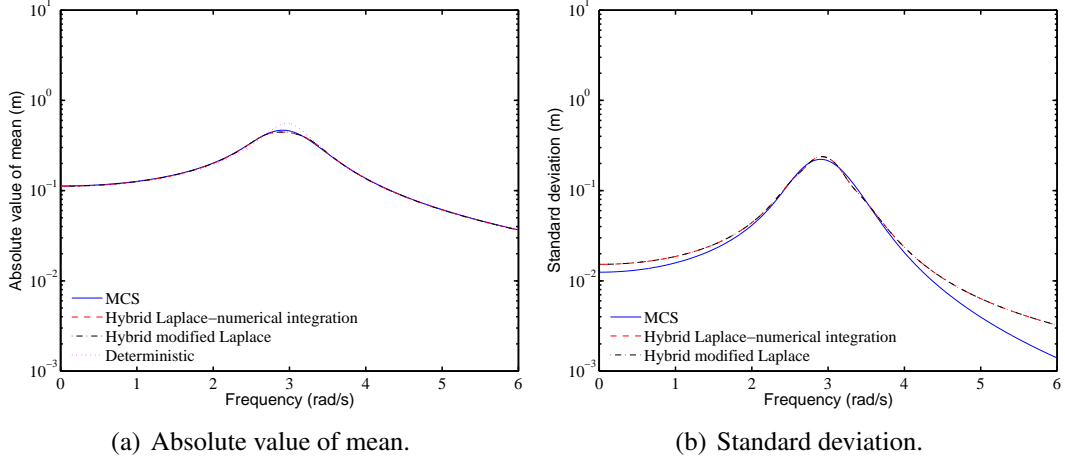 10^1
10^0
10^-1
10^-2
10^-3
Absolute value of mean (m)
MCS
Hybrid Laplace−numerical integration
Hybrid modified Laplace
Deterministic
0 1 2 3 4 5 6
Frequency (rad/s)
(a) Absolute value of mean.
10^1
10^0
10^-1
10^-2
10^-3
Standard deviation (m)
MCS
Hybrid Laplace−numerical integration
Hybrid modified Laplace
0 1 2 3 4 5 6
Frequency (rad/s)
(b) Standard deviation.